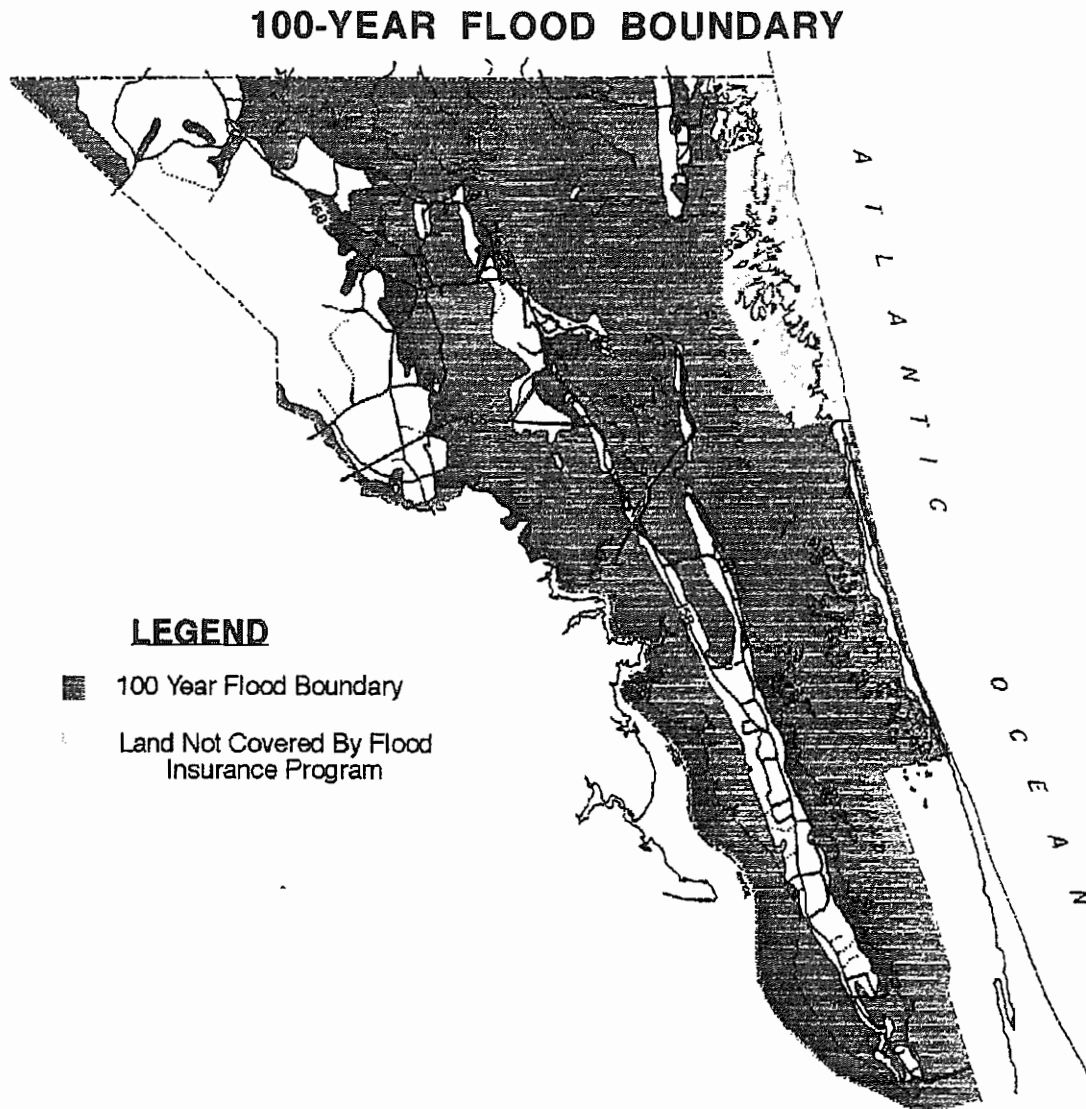 100-YEAR FLOOD BOUNDARY
ATLANTIC
OCEAN
LEGEND
100 Year Flood Boundary
Land Not Covered By Flood
Insurance Program